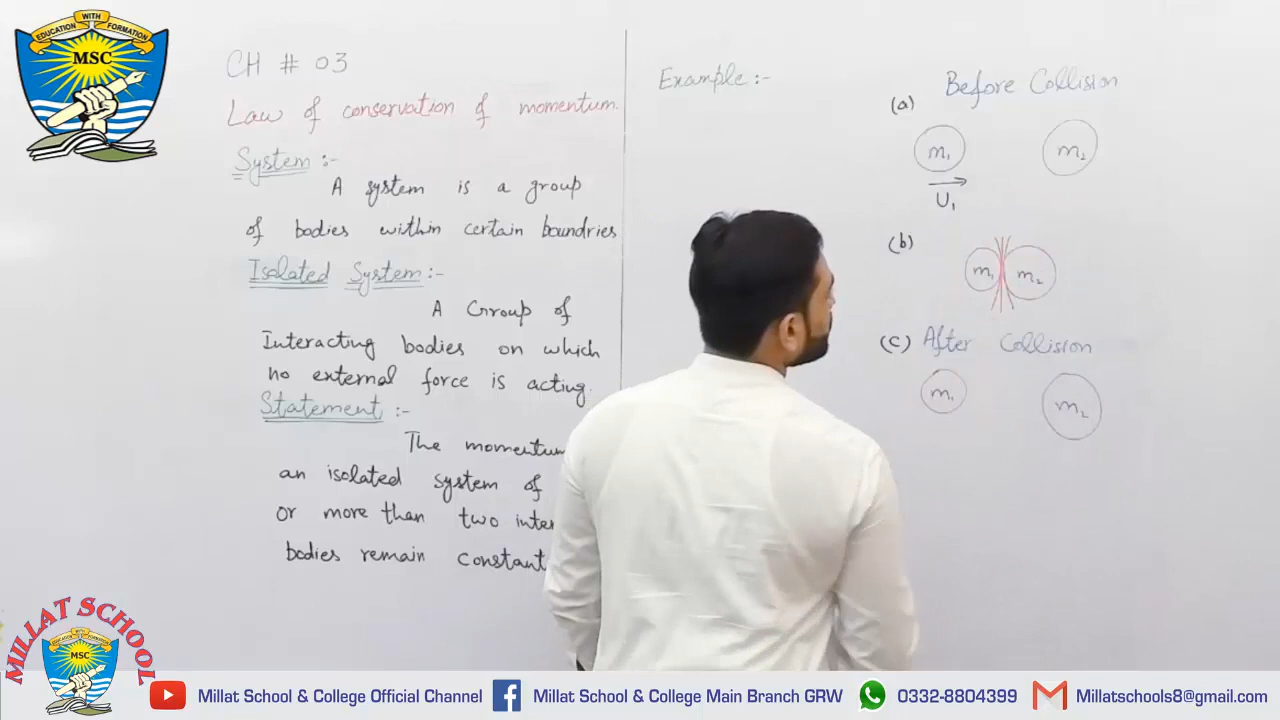 EDUCATION WITH FORMATION
MSC
CH # 03
Law of conservation of momentum.
System :-
A system is a group
of bodies within certain boundries
Isolated System :-
A Group of
Interacting bodies on which
no external force is acting.
Statement :-
The momentum
an isolated system of
or more than two
bodies remain constant
Example :-
(a) Before Collision
m1 m2
U1
(b)
m1 m2
(C) After Collision
m1 m2
MILLAT SCHOOL
MSC
Millat School & College Official Channel
Millat School & College Main Branch GRW
0332-8804399
Millatschools8@gmail.com